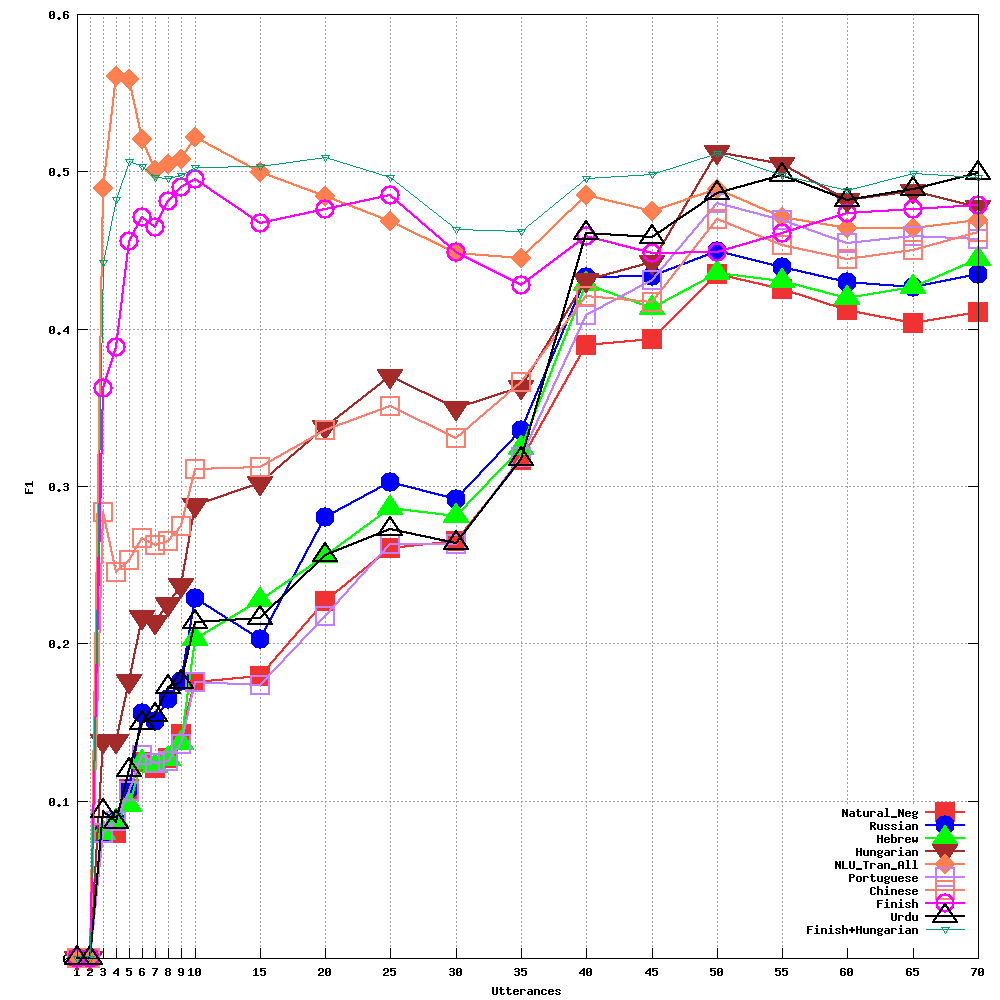 0.6
0.5
0.4
0.3
0.2
0.1
F1
1 2 3 4 5 6 7 8 9 10 15 20 25 30 35 40 45 50 55 60 65 70
Utterances
Natural_Neg
Russian
Hebrew
Hungarian
NLU_Tran_All
Portuguese
Chinese
Finish
Urdu
Finish+Hungarian